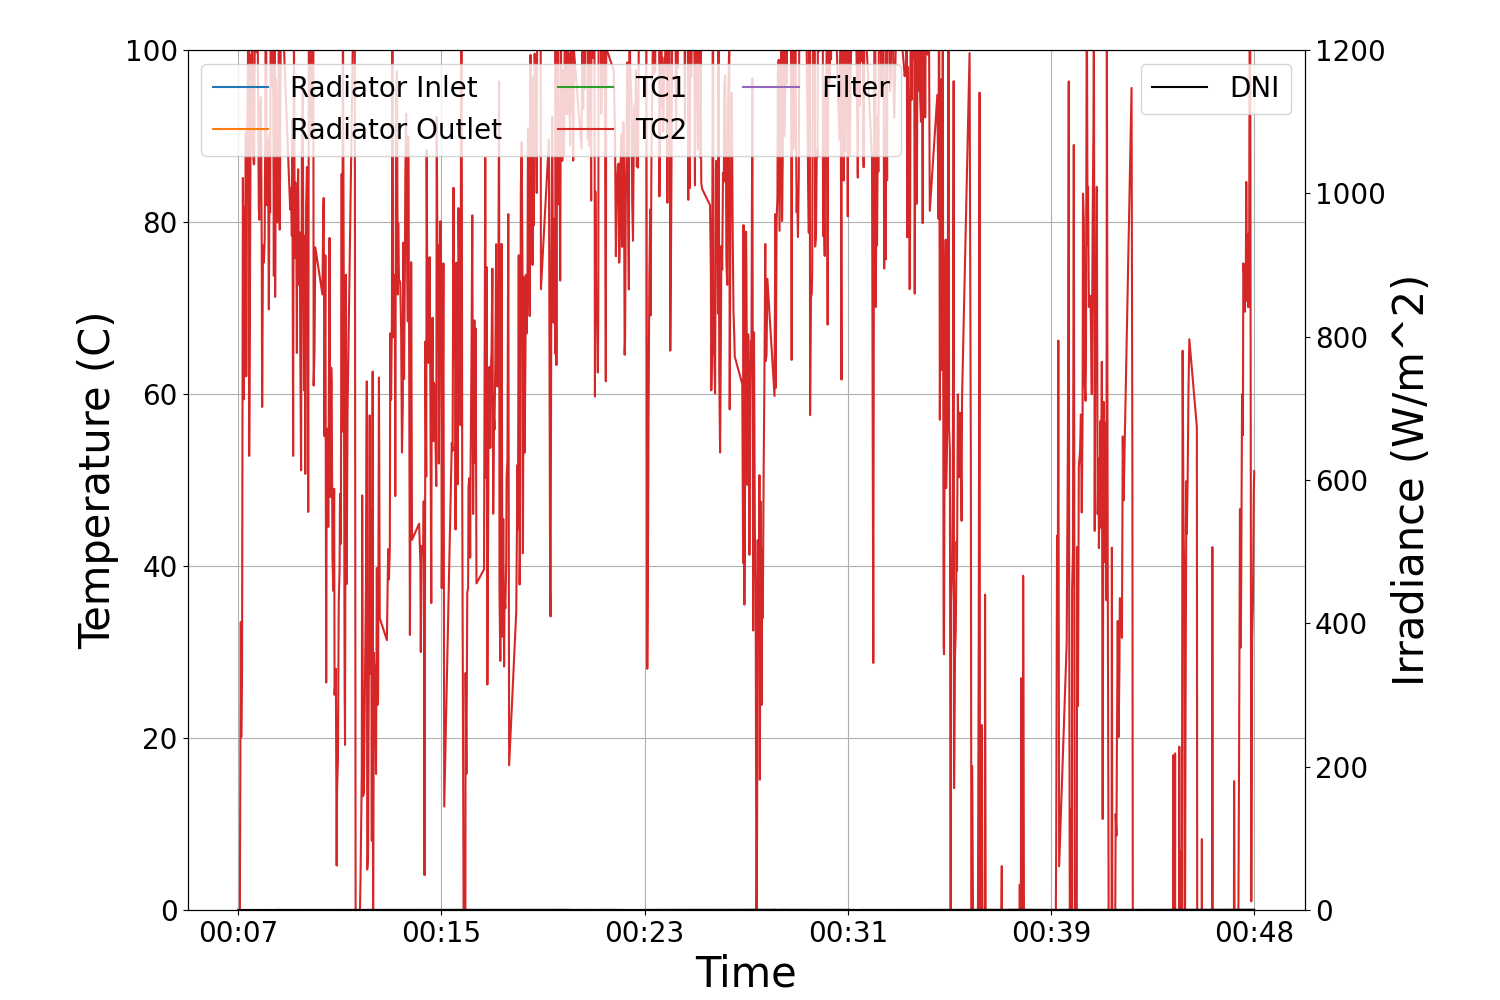 100
80
60
40
20
0
Temperature (C)
Radiator Inlet
Radiator Outlet
TC1
TC2
Filter
DNI
1200
1000
800
600
400
200
0
Irradiance (W/m^2)
00:07
00:15
00:23
00:31
00:39
00:48
Time